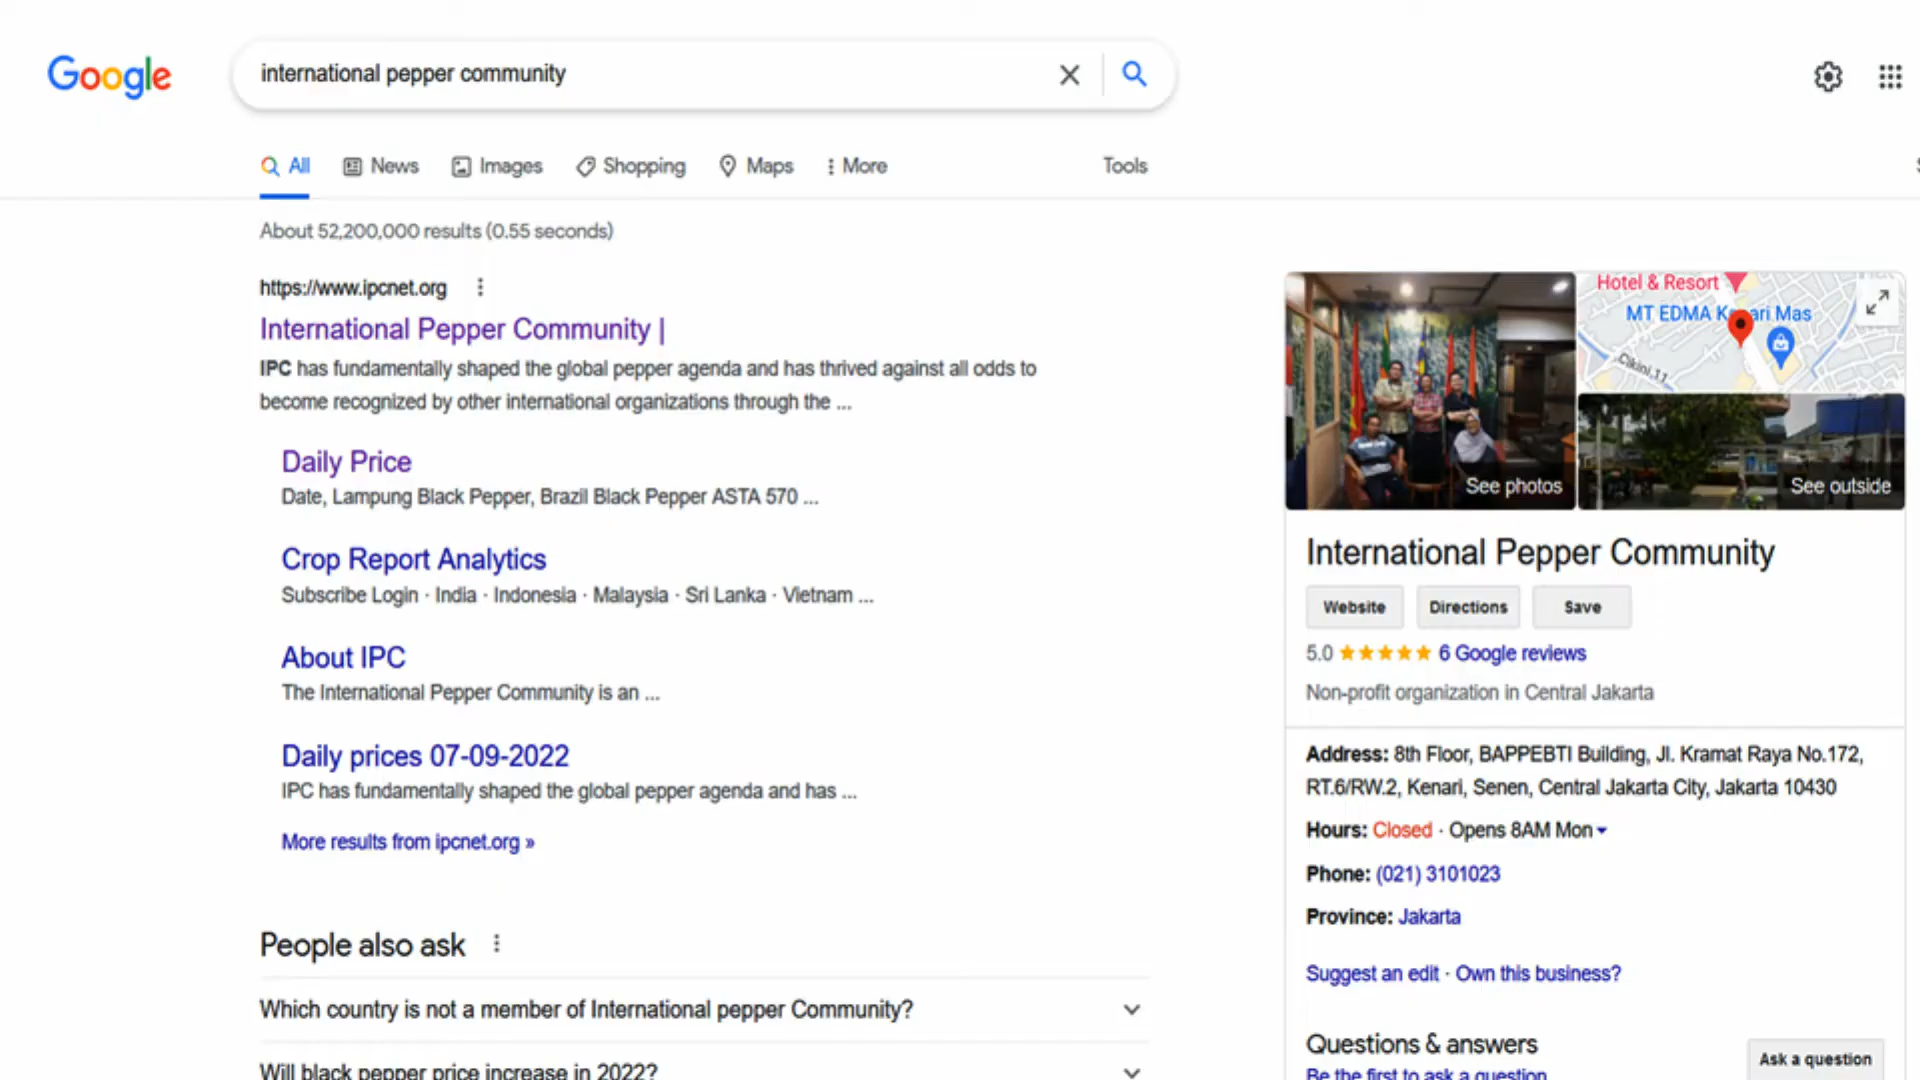 Google
international pepper community
All News Images Shopping Maps More Tools
About 52,200,000 results (0.55 seconds)
https://www.ipcnet.org
International Pepper Community |
IPC has fundamentally shaped the global pepper agenda and has thrived against all odds to
become recognized by other international organizations through the ...
Daily Price
Date, Lampung Black Pepper, Brazil Black Pepper ASTA 570 ...
Crop Report Analytics
Subscribe Login · India · Indonesia · Malaysia · Sri Lanka · Vietnam ...
About IPC
The International Pepper Community is an ...
Daily prices 07-09-2022
IPC has fundamentally shaped the global pepper agenda and has ...
More results from ipcnet.org »
People also ask
Which country is not a member of International pepper Community?
Will black pepper price increase in 2022?
Hotel & Resort
MT EDMA Kenari Mas
Cikini 11
See photos
See outside
International Pepper Community
Website Directions Save
5.0 6 Google reviews
Non-profit organization in Central Jakarta
Address: 8th Floor, BAPPEBTI Building, Jl. Kramat Raya No.172,
RT.6/RW.2, Kenari, Senen, Central Jakarta City, Jakarta 10430
Hours: Closed · Opens 8AM Mon
Phone: (021) 3101023
Province: Jakarta
Suggest an edit · Own this business?
Questions & answers
Ask a question
Be the first to ask a question